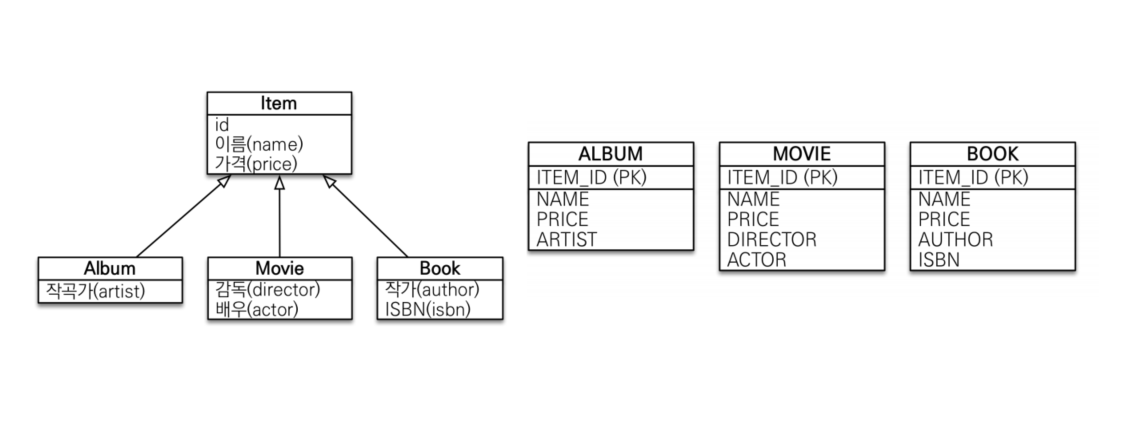 Item
id
이름(name)
가격(price)
Album
작곡가(artist)
Movie
감독(director)
배우(actor)
Book
작가(author)
ISBN(isbn)
ALBUM
ITEM_ID (PK)
NAME
PRICE
ARTIST
MOVIE
ITEM_ID (PK)
NAME
PRICE
DIRECTOR
ACTOR
BOOK
ITEM_ID (PK)
NAME
PRICE
AUTHOR
ISBN